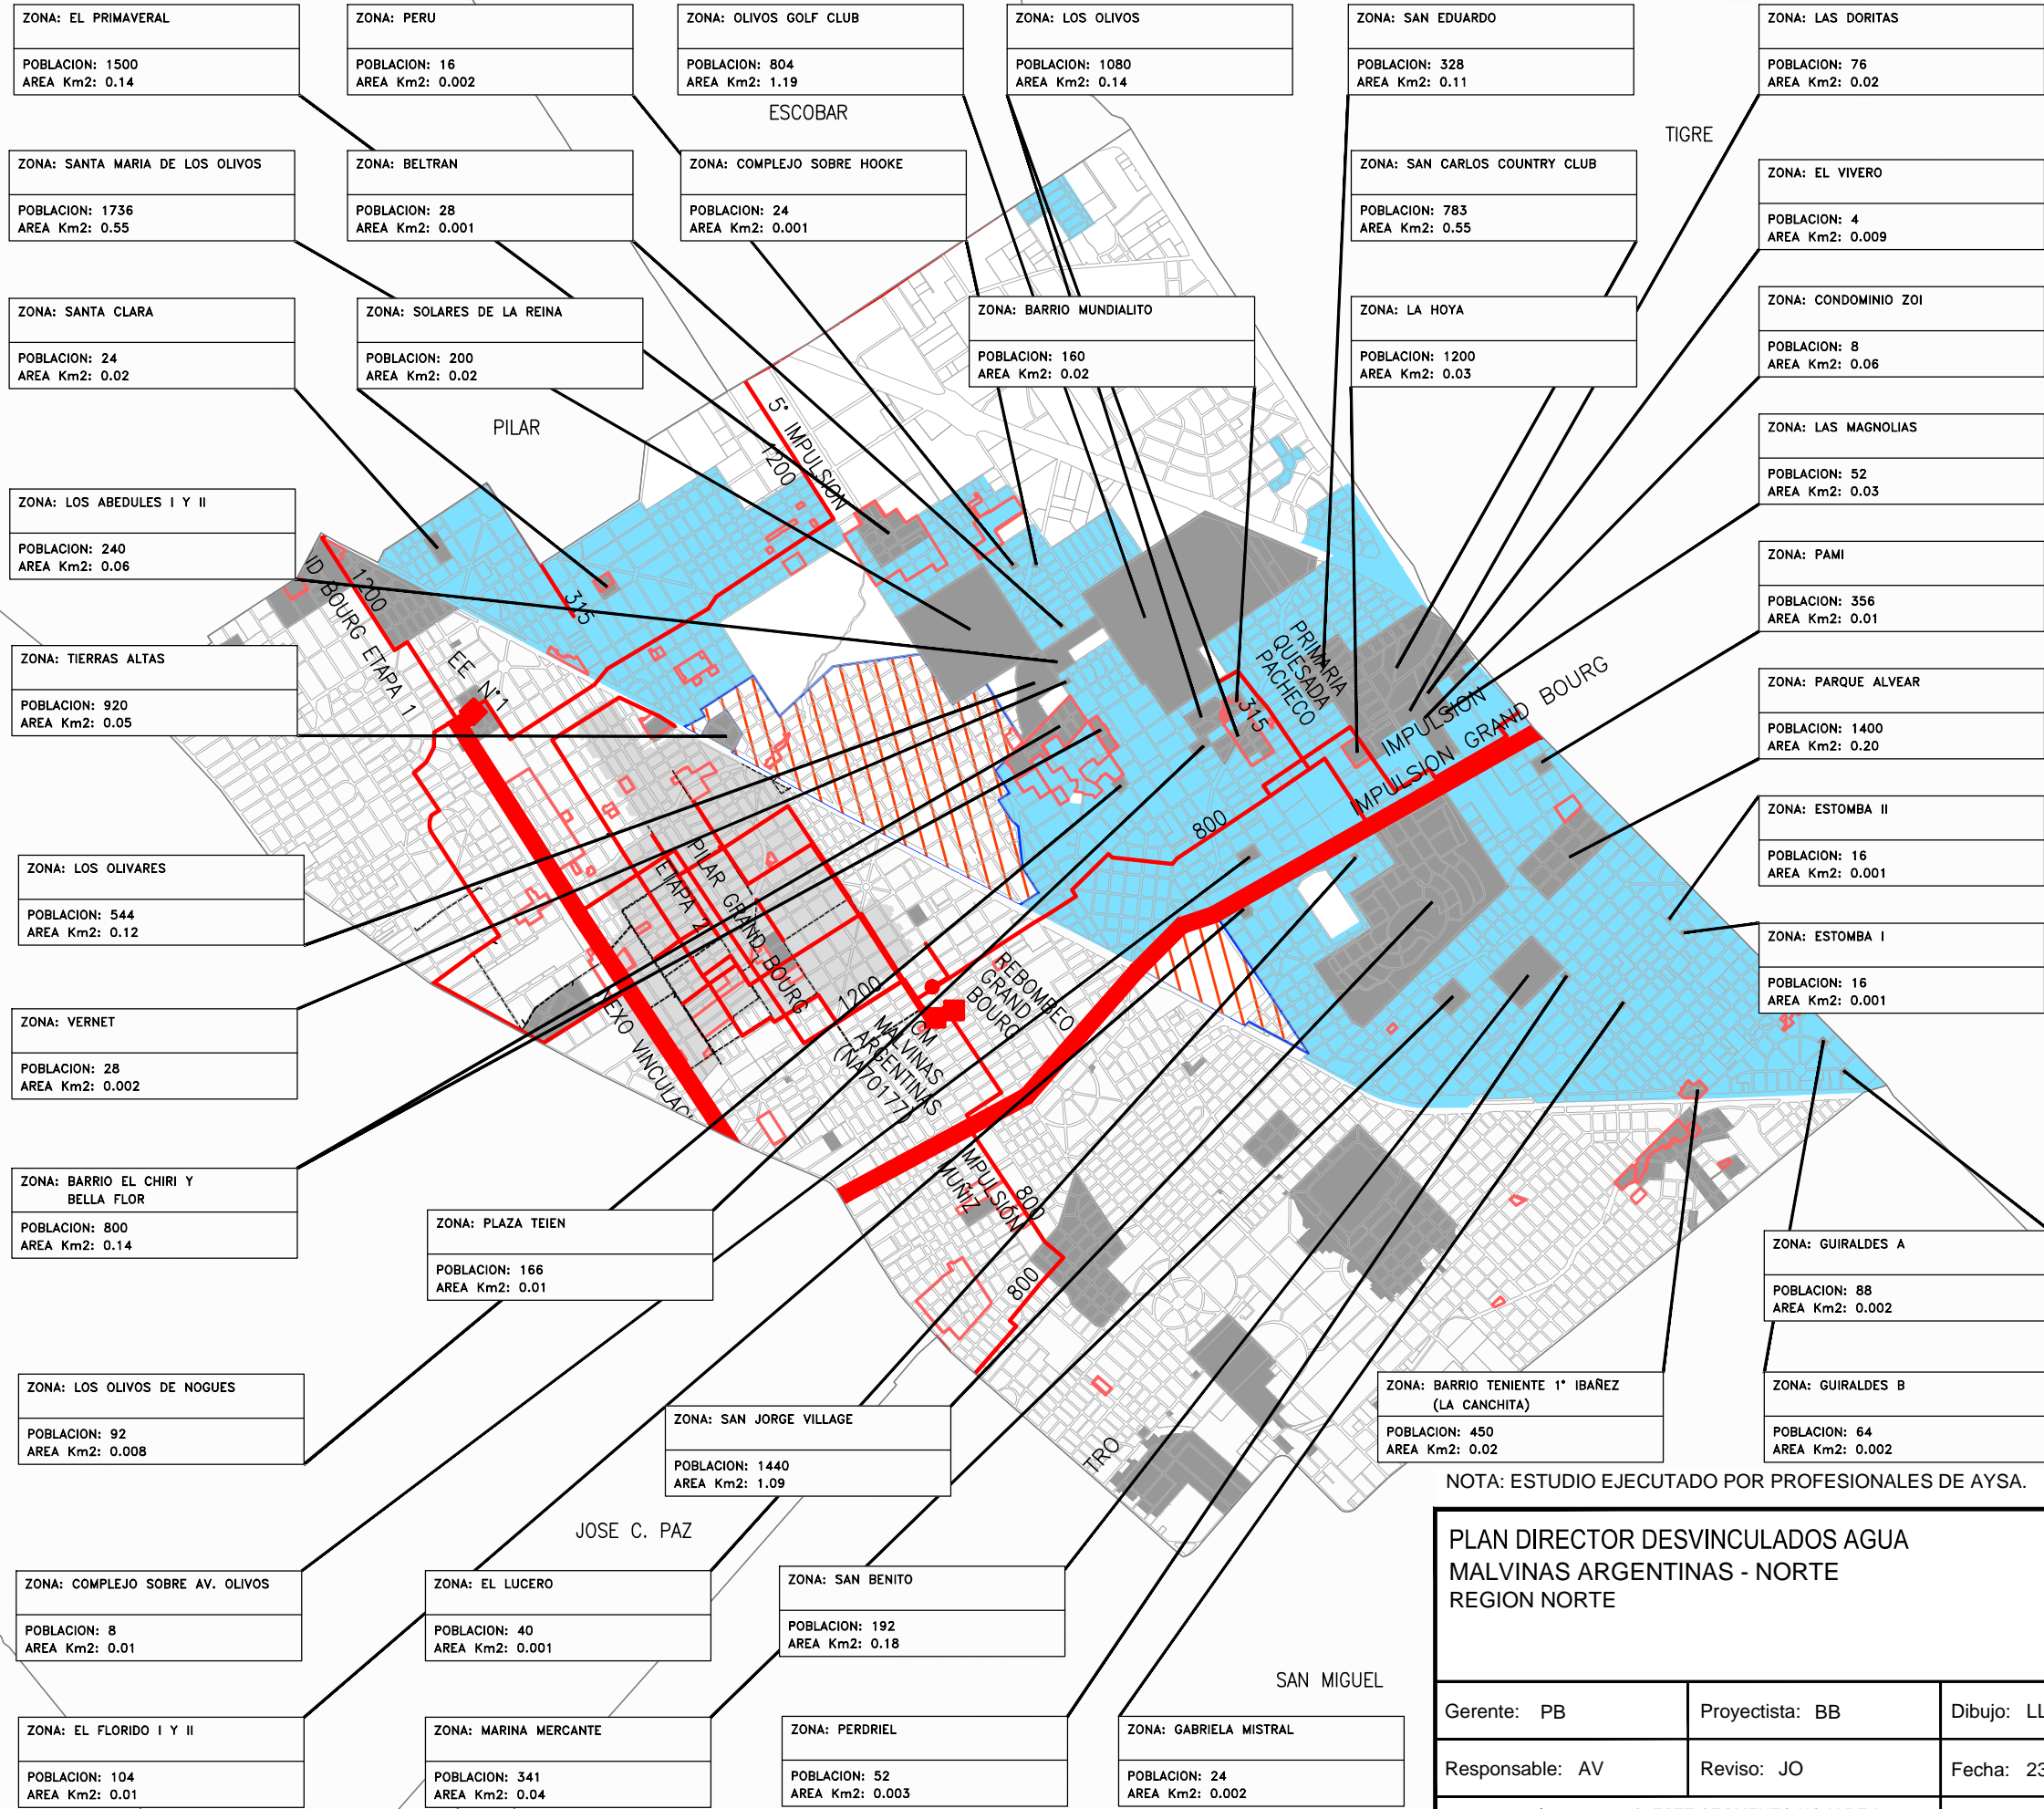 ZONA: EL PRIMAVERAL
POBLACION: 1500
AREA Km2: 0.14
ZONA: PERU
POBLACION: 16
AREA Km2: 0.002
ZONA: OLIVOS GOLF CLUB
POBLACION: 804
AREA Km2: 1.19
ZONA: LOS OLIVOS
POBLACION: 1080
AREA Km2: 0.14
ZONA: SAN EDUARDO
POBLACION: 328
AREA Km2: 0.11
ZONA: LAS DORITAS
POBLACION: 76
AREA Km2: 0.02
ESCOBAR
TIGRE
ZONA: SANTA MARIA DE LOS OLIVOS
POBLACION: 1736
AREA Km2: 0.55
ZONA: BELTRAN
POBLACION: 28
AREA Km2: 0.001
ZONA: COMPLEJO SOBRE HOOKE
POBLACION: 24
AREA Km2: 0.001
ZONA: SAN CARLOS COUNTRY CLUB
POBLACION: 783
AREA Km2: 0.55
ZONA: EL VIVERO
POBLACION: 4
AREA Km2: 0.009
ZONA: SANTA CLARA
POBLACION: 24
AREA Km2: 0.02
ZONA: SOLARES DE LA REINA
POBLACION: 200
AREA Km2: 0.02
ZONA: BARRIO MUNDIALITO
POBLACION: 160
AREA Km2: 0.02
ZONA: LA HOYA
POBLACION: 1200
AREA Km2: 0.03
ZONA: CONDOMINIO ZOI
POBLACION: 8
AREA Km2: 0.06
PILAR
5° IMPULSION
1200
ZONA: LAS MAGNOLIAS
POBLACION: 52
AREA Km2: 0.03
ZONA: LOS ABEDULES I Y II
POBLACION: 240
AREA Km2: 0.06
ZONA: PAMI
POBLACION: 356
AREA Km2: 0.01
1200
ND BOURG ETAPA 1
315
EE N°1
ZONA: TIERRAS ALTAS
POBLACION: 920
AREA Km2: 0.05
PRIMARIA
QUESADA
PACHECO
315
IMPULSION
IMPULSION GRAND BOURG
ZONA: PARQUE ALVEAR
POBLACION: 1400
AREA Km2: 0.20
800
ZONA: ESTOMBA II
POBLACION: 16
AREA Km2: 0.001
ZONA: LOS OLIVARES
POBLACION: 544
AREA Km2: 0.12
PILAR GRAND BOURG
ETAPA 2
ZONA: ESTOMBA I
POBLACION: 16
AREA Km2: 0.001
1200
REBOMBEO
GRAND
BOURG
CM
MALVINAS
ARGENTINAS
(NA70177)
NEXO VINCULAC
ZONA: VERNET
POBLACION: 28
AREA Km2: 0.002
ZONA: BARRIO EL CHIRI Y
BELLA FLOR
POBLACION: 800
AREA Km2: 0.14
IMPULSIÓN
MUÑIZ
800
800
ZONA: PLAZA TEIEN
POBLACION: 166
AREA Km2: 0.01
ZONA: GUIRALDES A
POBLACION: 88
AREA Km2: 0.002
ZONA: LOS OLIVOS DE NOGUES
POBLACION: 92
AREA Km2: 0.008
ZONA: SAN JORGE VILLAGE
POBLACION: 1440
AREA Km2: 1.09
TRO
ZONA: BARRIO TENIENTE 1° IBAÑEZ
(LA CANCHITA)
POBLACION: 450
AREA Km2: 0.02
ZONA: GUIRALDES B
POBLACION: 64
AREA Km2: 0.002
NOTA: ESTUDIO EJECUTADO POR PROFESIONALES DE AYSA.
JOSE C. PAZ
PLAN DIRECTOR DESVINCULADOS AGUA
MALVINAS ARGENTINAS - NORTE
REGION NORTE
ZONA: COMPLEJO SOBRE AV. OLIVOS
POBLACION: 8
AREA Km2: 0.01
ZONA: EL LUCERO
POBLACION: 40
AREA Km2: 0.001
ZONA: SAN BENITO
POBLACION: 192
AREA Km2: 0.18
SAN MIGUEL
Gerente: PB
Proyectista: BB
Dibujo: LL
Responsable: AV
Reviso: JO
Fecha: 23
ZONA: EL FLORIDO I Y II
POBLACION: 104
AREA Km2: 0.01
ZONA: MARINA MERCANTE
POBLACION: 341
AREA Km2: 0.04
ZONA: PERDRIEL
POBLACION: 52
AREA Km2: 0.003
ZONA: GABRIELA MISTRAL
POBLACION: 24
AREA Km2: 0.002